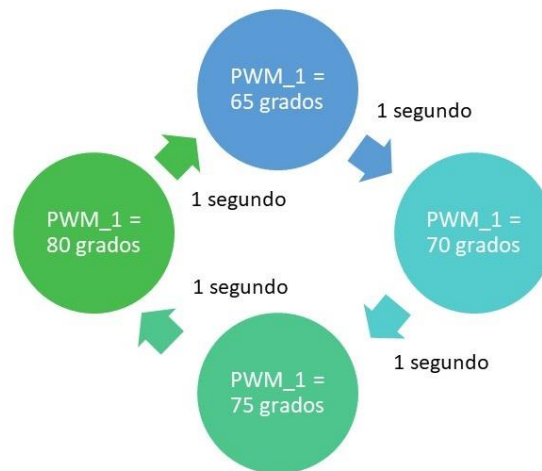 PWM_1 =
65 grados
1 segundo
PWM_1 =
70 grados
1 segundo
PWM_1 =
75 grados
1 segundo
PWM_1 =
80 grados
1 segundo